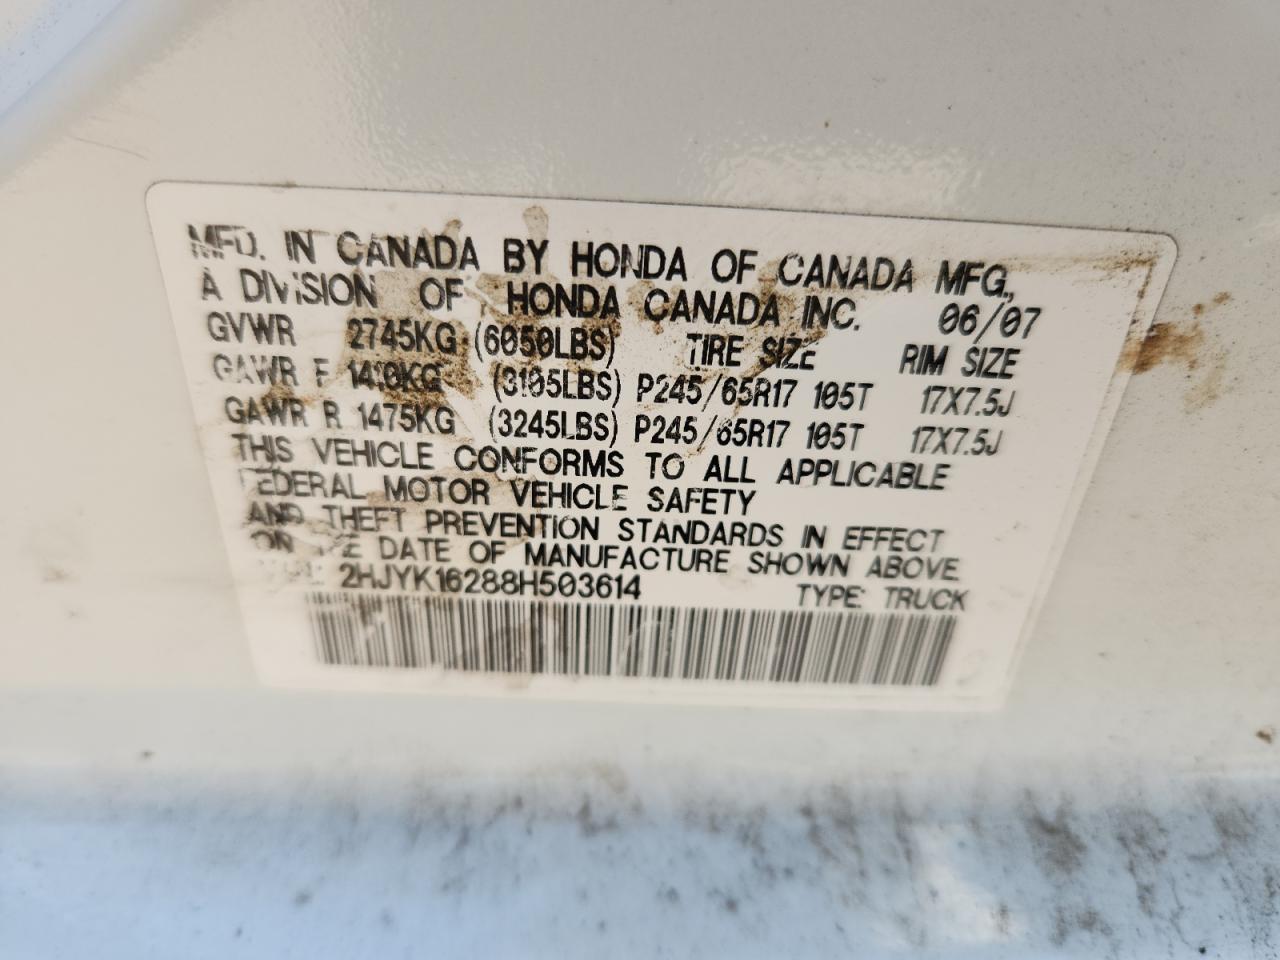 MFD. IN CANADA BY HONDA OF CANADA MFG.,
A DIVISION OF HONDA CANADA INC. 06/07
GVWR 2745KG (6050LBS) TIRE SIZE RIM SIZE
GAWR F (3105LBS) P245/65R17 105T 17X7.5J
GAWR R 1475KG (3245LBS) P245/65R17 105T 17X7.5J
THIS VEHICLE CONFORMS TO ALL APPLICABLE
FEDERAL MOTOR VEHICLE SAFETY
AND THEFT PREVENTION STANDARDS IN EFFECT
ON THE DATE OF MANUFACTURE SHOWN ABOVE
2HJYK16288H503614 TYPE: TRUCK